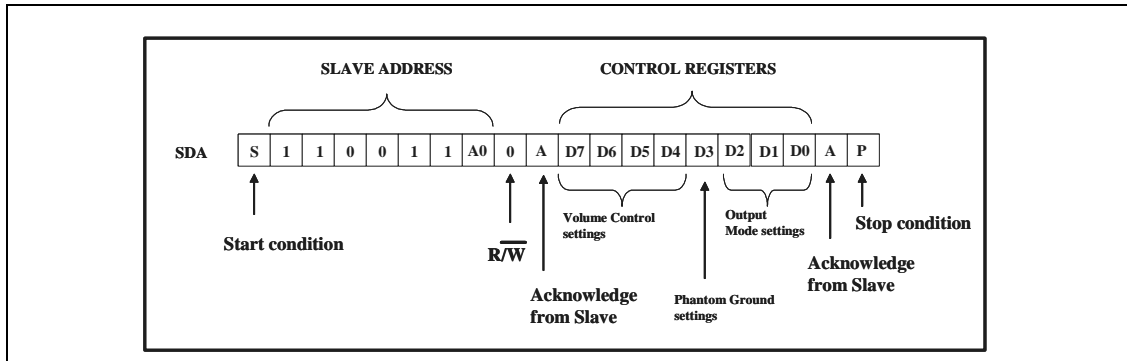 SLAVE ADDRESS CONTROL REGISTERS
SDA S 1 1 0 0 1 1 A0 0 A D7 D6 D5 D4 D3 D2 D1 D0 A P
Volume Control
settings
Output
Mode settings
Start condition
R/W̅
Stop condition
Acknowledge
from Slave
Phantom Ground
settings
Acknowledge
from Slave